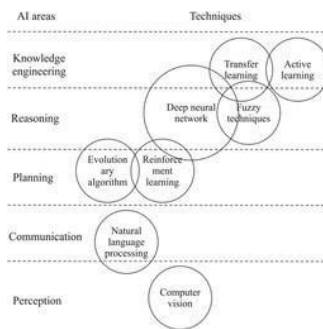 AI areas
Techniques
Knowledge
engineering
Transfer
learning
Active
learning
Reasoning
Deep neural
network
Fuzzy
techniques
Planning
Evolution
ary
algorithm
Reinforce
ment
learning
Communication
Natural
language
processing
Perception
Computer
vision